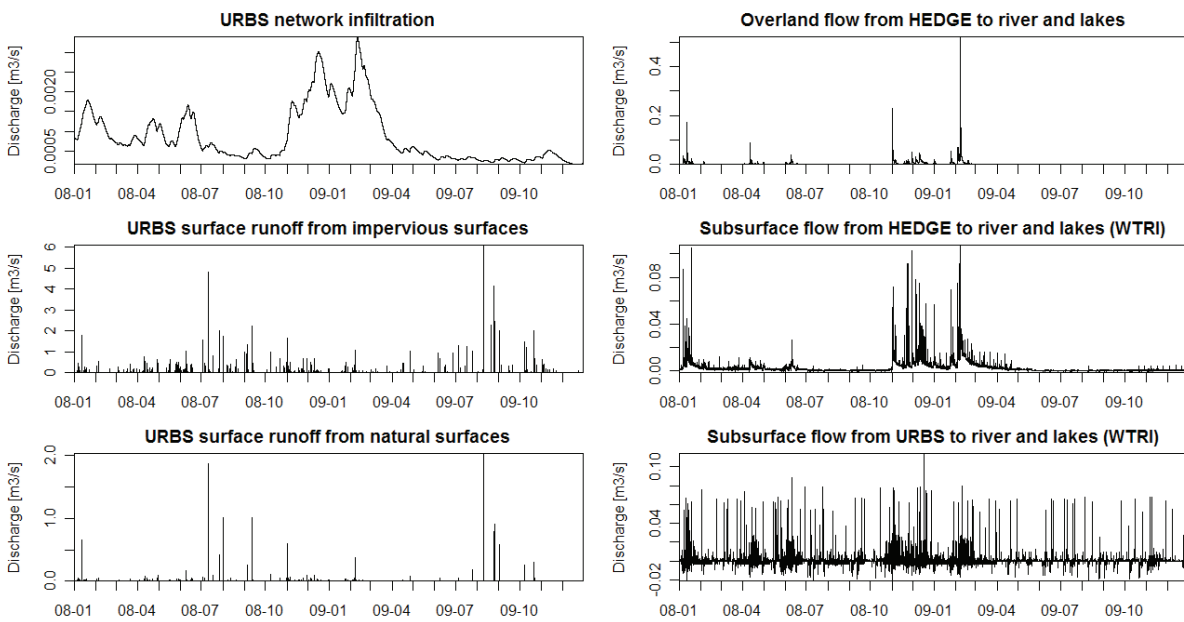 URBS network infiltration
Discharge [m3/s]
0.0005 0.0020
08-01 08-04 08-07 08-10 09-01 09-04 09-07 09-10
Overland flow from HEDGE to river and lakes
Discharge [m3/s]
0.0 0.2 0.4
08-01 08-04 08-07 08-10 09-01 09-04 09-07 09-10
URBS surface runoff from impervious surfaces
Discharge [m3/s]
0 1 2 3 4 5 6
08-01 08-04 08-07 08-10 09-01 09-04 09-07 09-10
Subsurface flow from HEDGE to river and lakes (WTRI)
Discharge [m3/s]
0.00 0.04 0.08
08-01 08-04 08-07 08-10 09-01 09-04 09-07 09-10
URBS surface runoff from natural surfaces
Discharge [m3/s]
0.0 1.0 2.0
08-01 08-04 08-07 08-10 09-01 09-04 09-07 09-10
Subsurface flow from URBS to river and lakes (WTRI)
Discharge [m3/s]
-0.02 0.04 0.10
08-01 08-04 08-07 08-10 09-01 09-04 09-07 09-10